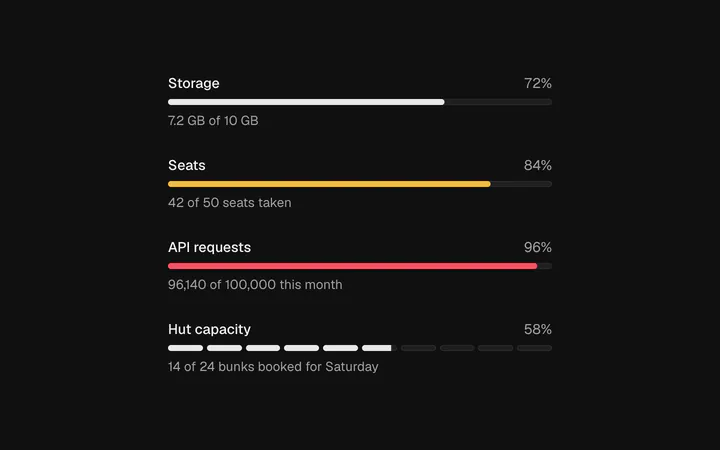 Storage 72%
7.2 GB of 10 GB
Seats 84%
42 of 50 seats taken
API requests 96%
96,140 of 100,000 this month
Hut capacity 58%
14 of 24 bunks booked for Saturday